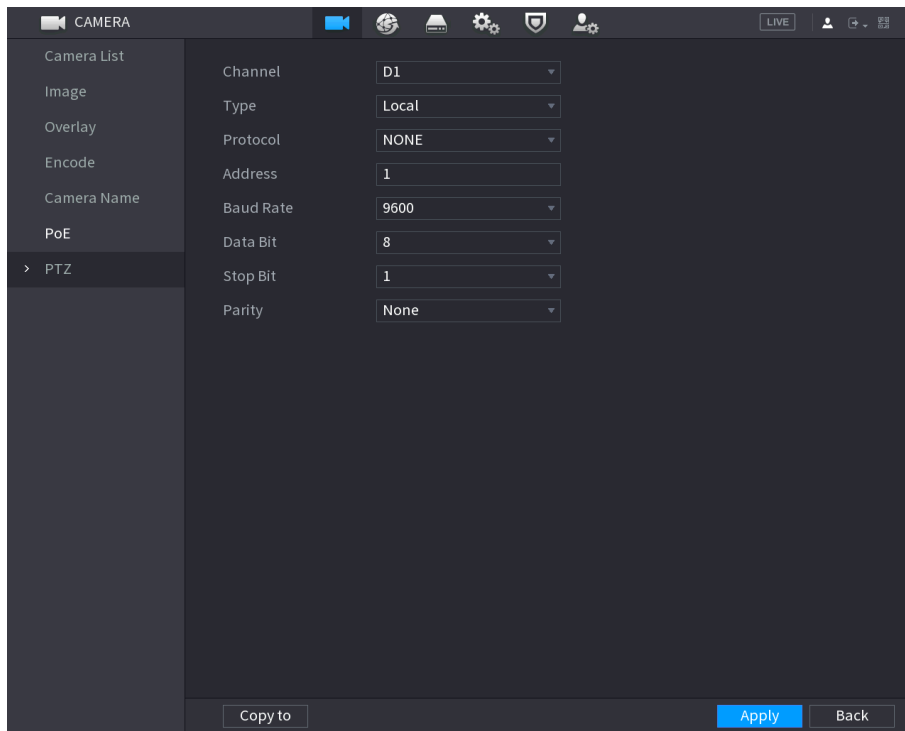 CAMERA
LIVE
Camera List
Image
Overlay
Encode
Camera Name
PoE
> PTZ
Channel D1
Type Local
Protocol NONE
Address 1
Baud Rate 9600
Data Bit 8
Stop Bit 1
Parity None
Copy to Apply Back